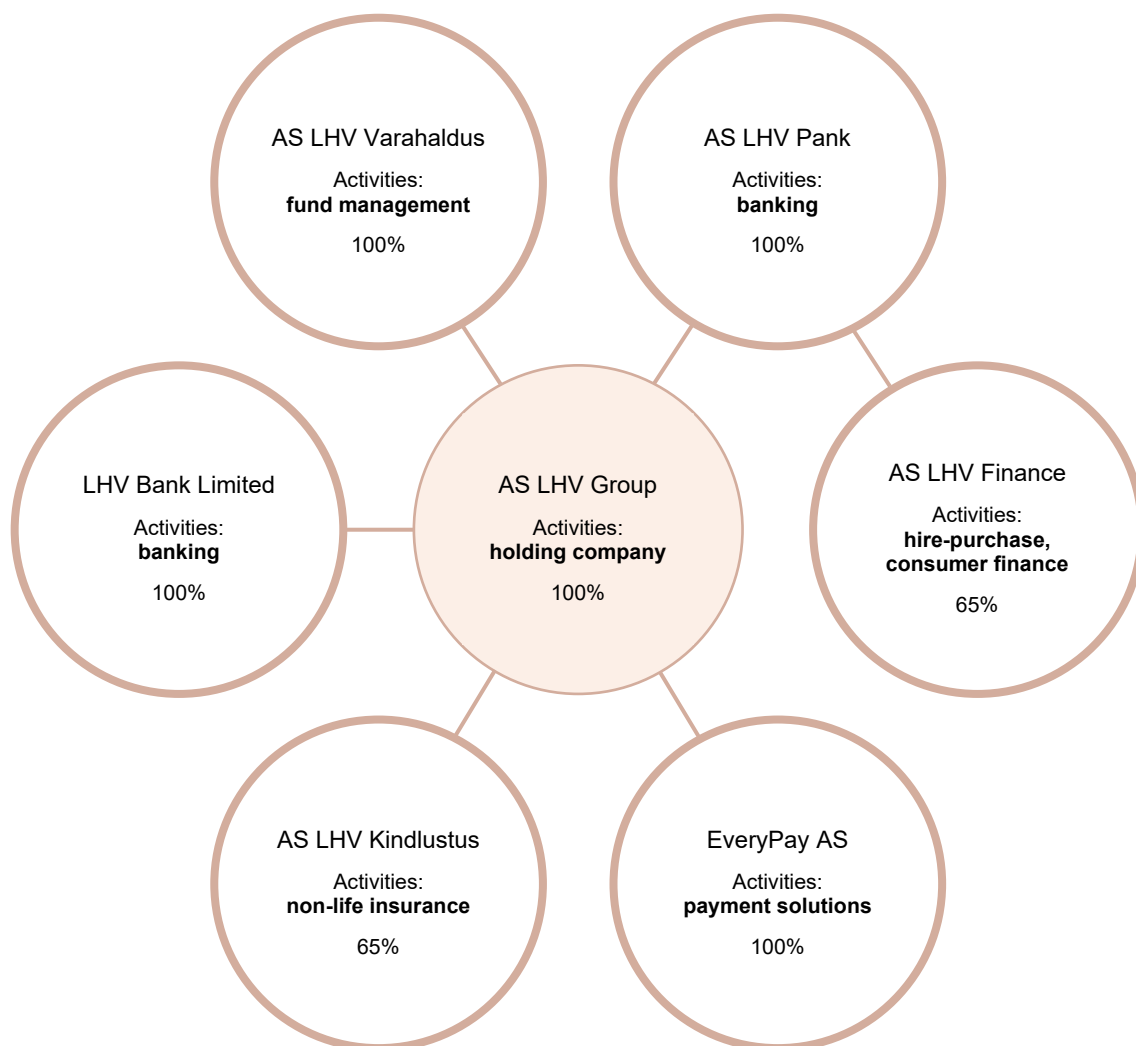 AS LHV Varahaldus
Activities:
fund management
100%
AS LHV Pank
Activities:
banking
100%
LHV Bank Limited
Activities:
banking
100%
AS LHV Group
Activities:
holding company
100%
AS LHV Finance
Activities:
hire-purchase,
consumer finance
65%
AS LHV Kindlustus
Activities:
non-life insurance
65%
EveryPay AS
Activities:
payment solutions
100%